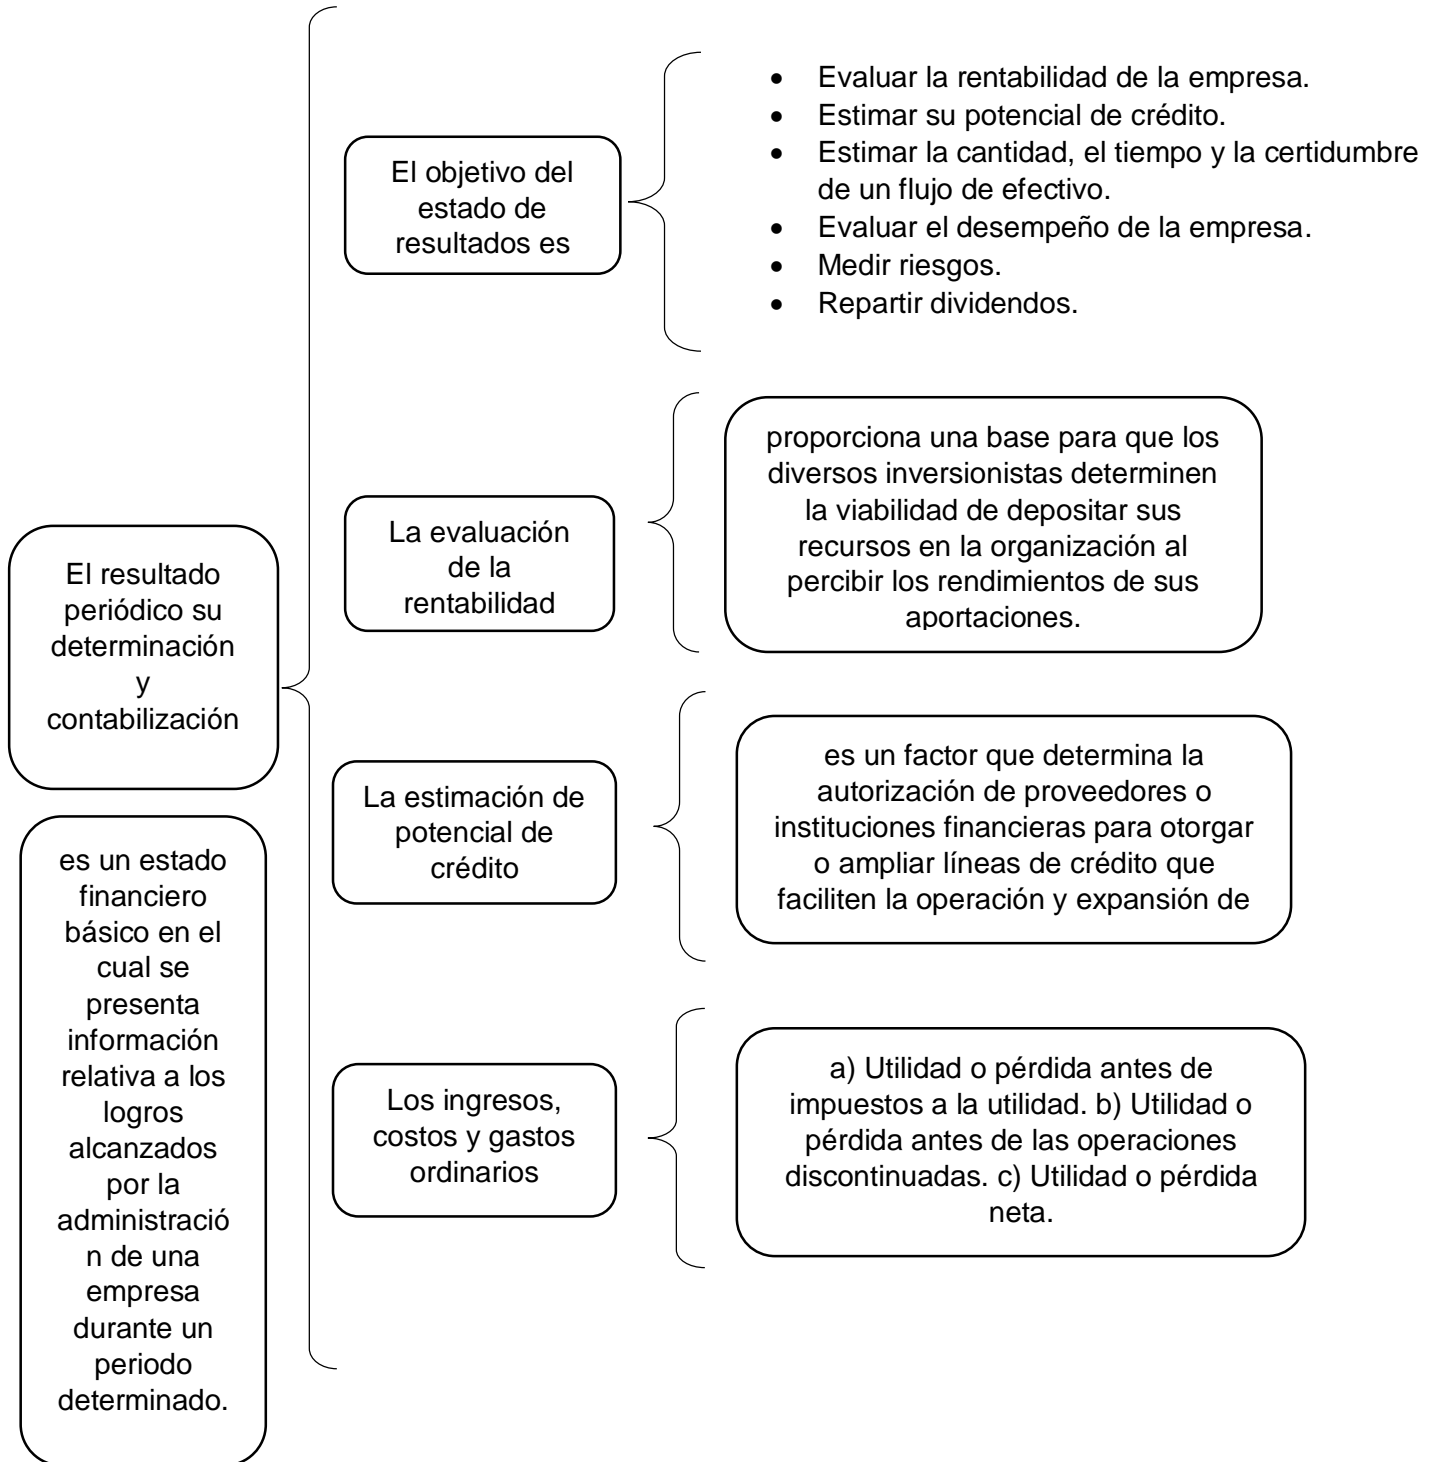 El resultado
periódico su
determinación
y
contabilización
es un estado
financiero
básico en el
cual se
presenta
información
relativa a los
logros
alcanzados
por la
administració
n de una
empresa
durante un
periodo
determinado.
El objetivo del
estado de
resultados es
• Evaluar la rentabilidad de la empresa.
• Estimar su potencial de crédito.
• Estimar la cantidad, el tiempo y la certidumbre
de un flujo de efectivo.
• Evaluar el desempeño de la empresa.
• Medir riesgos.
• Repartir dividendos.
La evaluación
de la
rentabilidad
proporciona una base para que los
diversos inversionistas determinen
la viabilidad de depositar sus
recursos en la organización al
percibir los rendimientos de sus
aportaciones.
La estimación de
potencial de
crédito
es un factor que determina la
autorización de proveedores o
instituciones financieras para otorgar
o ampliar líneas de crédito que
faciliten la operación y expansión de
Los ingresos,
costos y gastos
ordinarios
a) Utilidad o pérdida antes de
impuestos a la utilidad. b) Utilidad o
pérdida antes de las operaciones
discontinuadas. c) Utilidad o pérdida
neta.